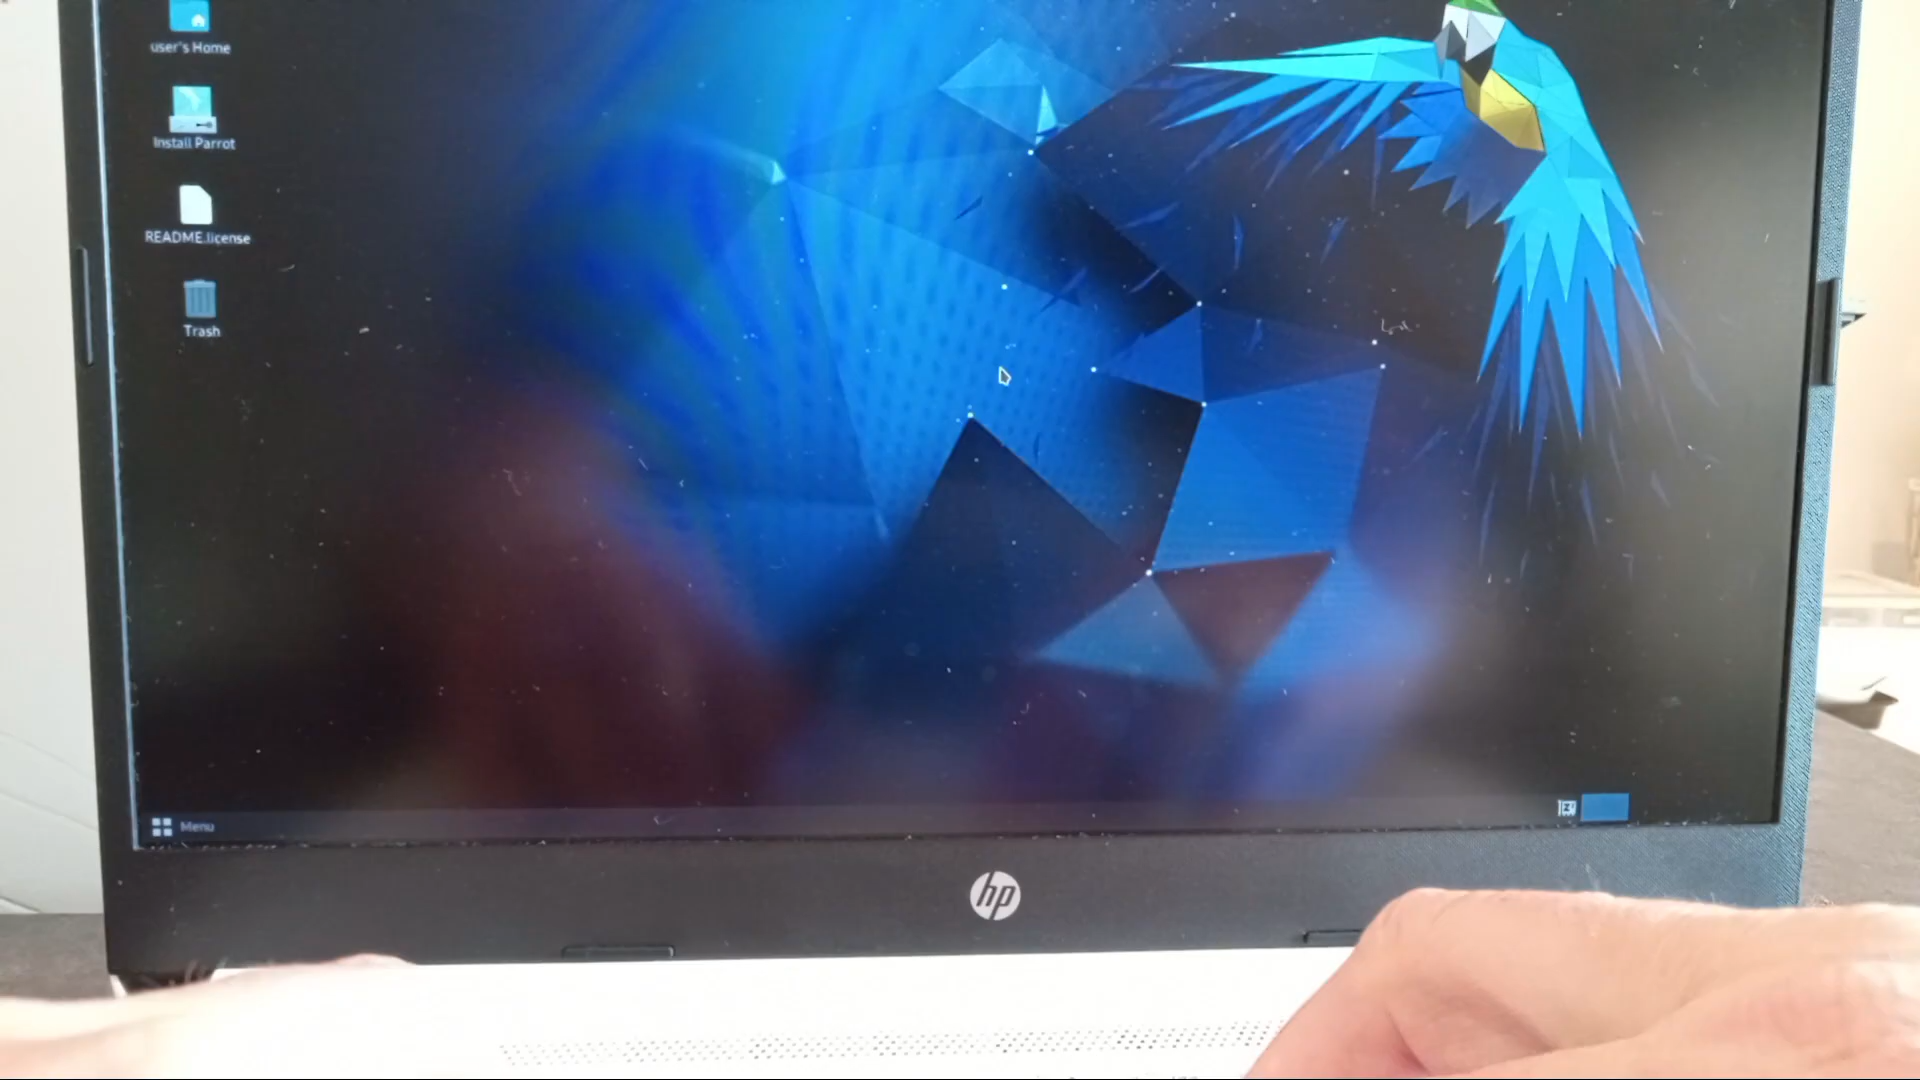 user's Home
Install Parrot
README.license
Trash
Menu
hp